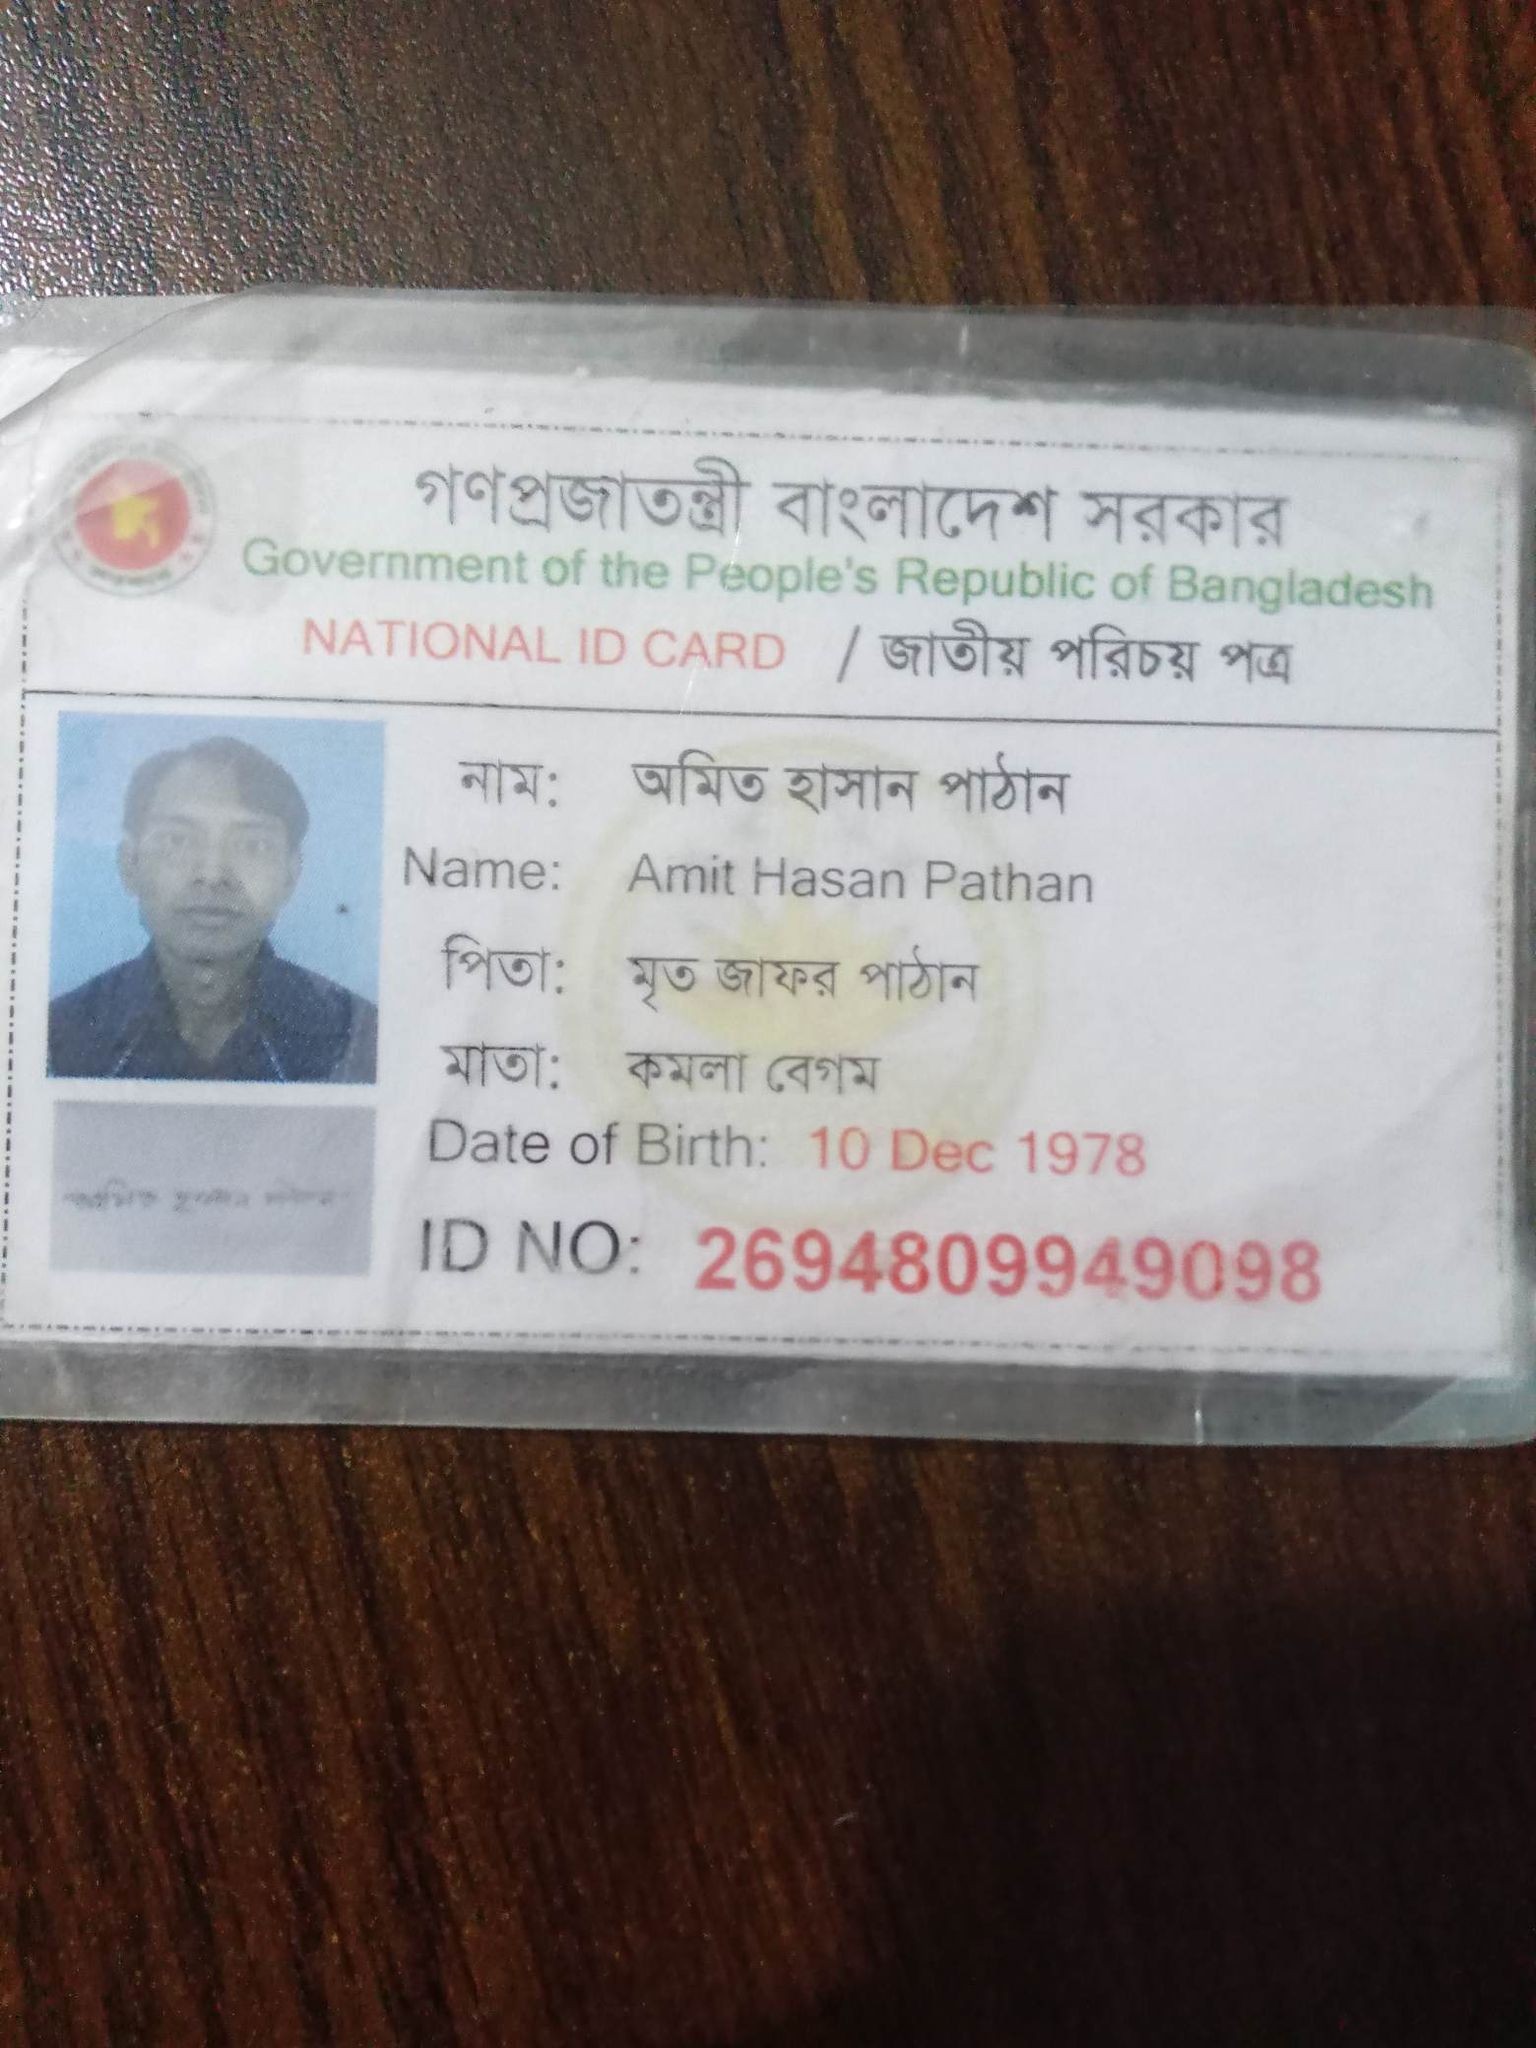 গণপ্রজাতন্ত্রী বাংলাদেশ সরকার
Government of the People's Republic of Bangladesh
NATIONAL ID CARD / জাতীয় পরিচয় পত্র
নাম: অমিত হাসান পাঠান
Name: Amit Hasan Pathan
পিতা: মৃত জাফর পাঠান
মাতা: কমলা বেগম
Date of Birth: 10 Dec 1978
ID NO: 2694809949098